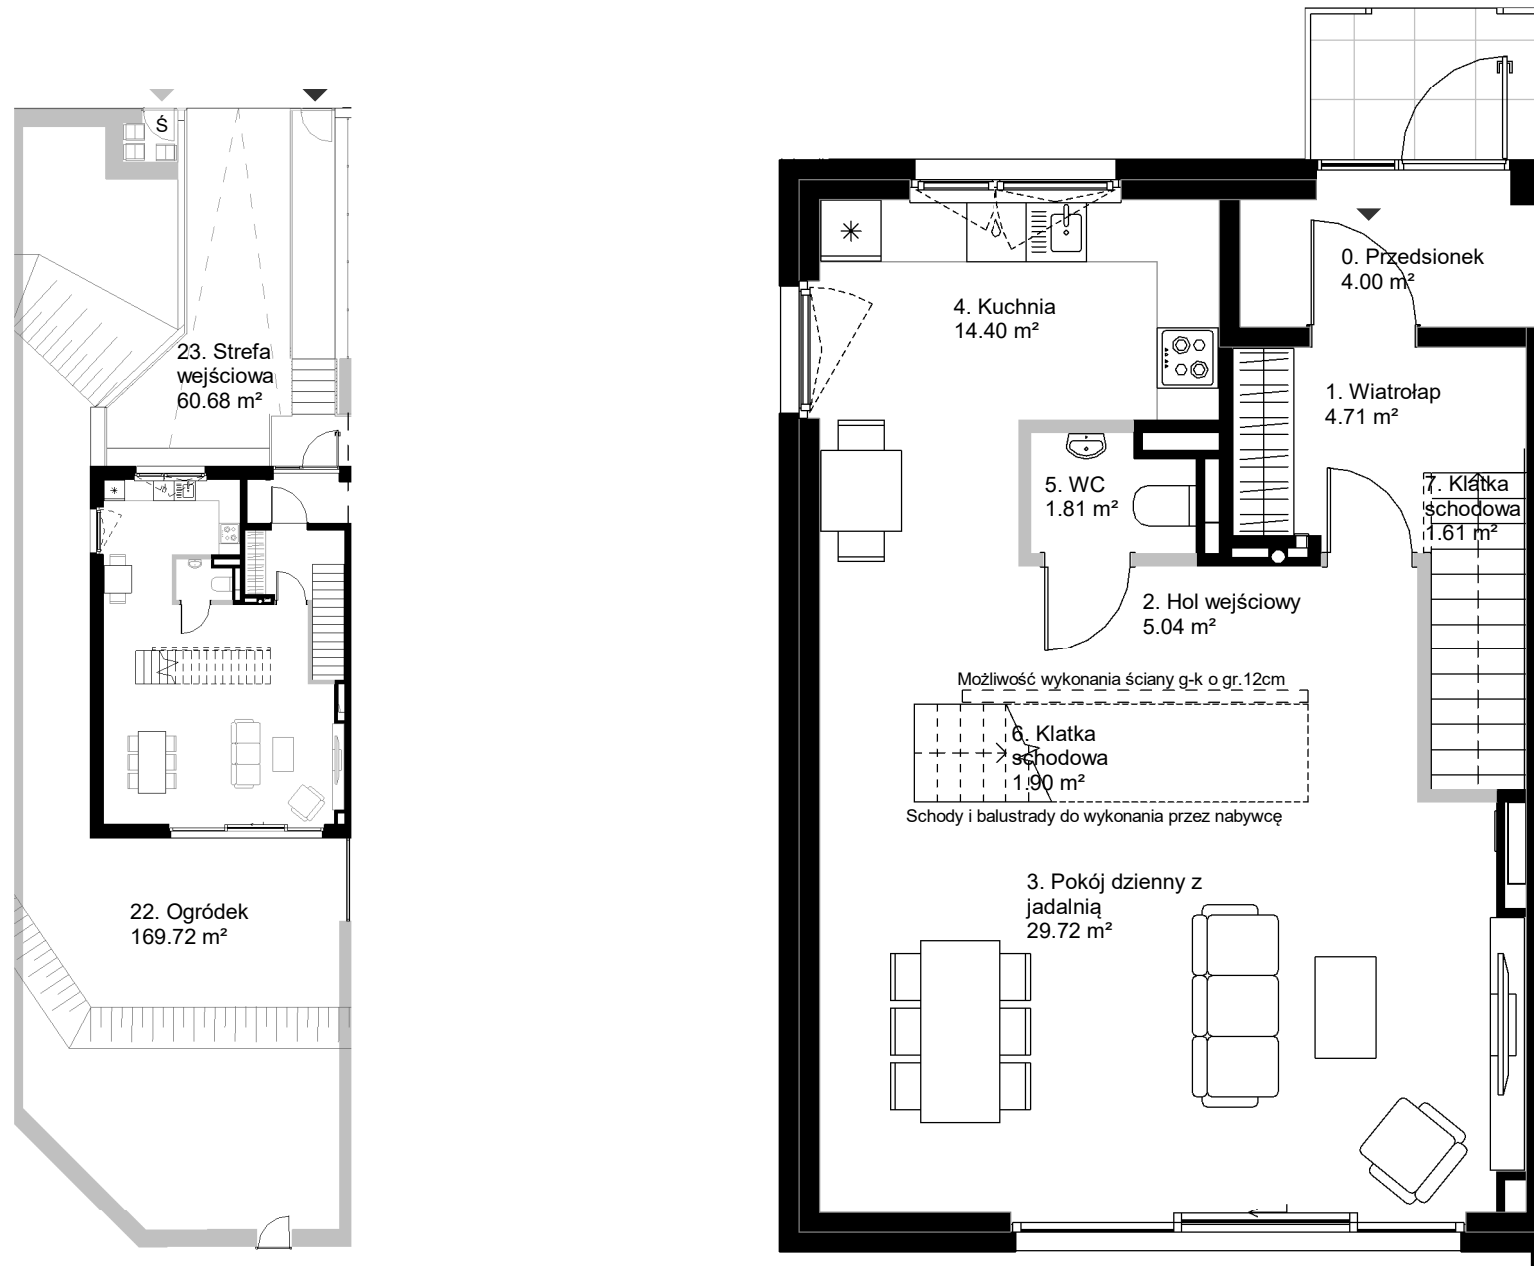 Ś
23. Strefa
wejściowa
60.68 m²
22. Ogródek
169.72 m²
0. Przedsionek
4.00 m²
4. Kuchnia
14.40 m²
1. Wiatrołap
4.71 m²
5. WC
1.81 m²
7. Klatka
schodowa
1.61 m²
2. Hol wejściowy
5.04 m²
Możliwość wykonania ściany g-k o gr.12cm
6. Klatka
schodowa
1.90 m²
Schody i balustrady do wykonania przez nabywcę
3. Pokój dzienny z
jadalnią
29.72 m²